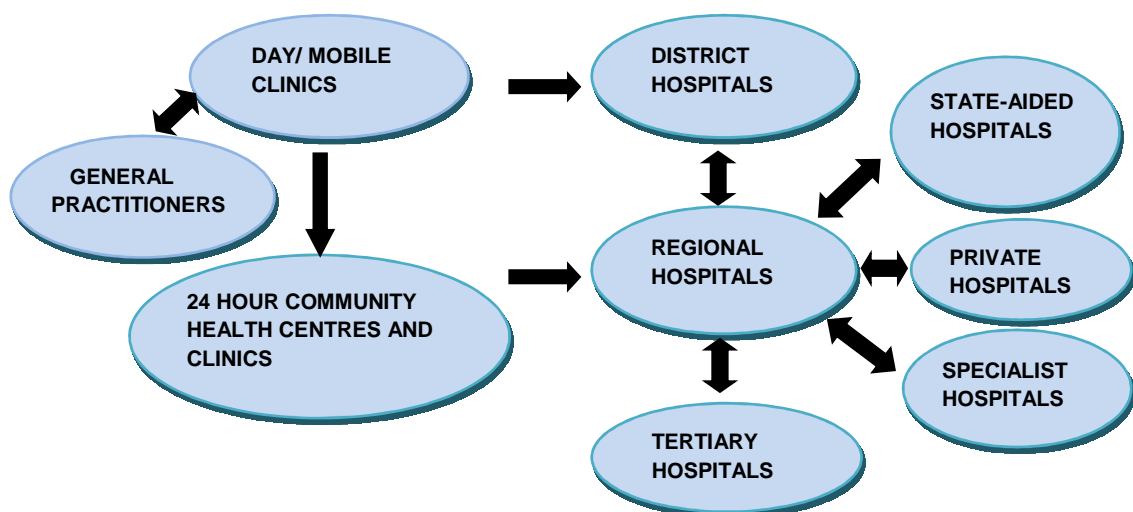 DAY/ MOBILE
CLINICS
DISTRICT
HOSPITALS
STATE-AIDED
HOSPITALS
GENERAL
PRACTITIONERS
REGIONAL
HOSPITALS
PRIVATE
HOSPITALS
24 HOUR COMMUNITY
HEALTH CENTRES AND
CLINICS
SPECIALIST
HOSPITALS
TERTIARY
HOSPITALS